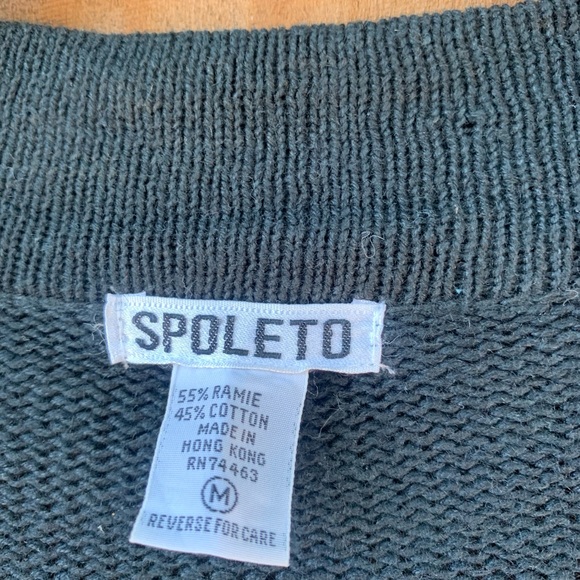 SPOLETO
55% RAMIE
45% COTTON
MADE IN
HONG KONG
RN74463
M
REVERSE FOR CARE